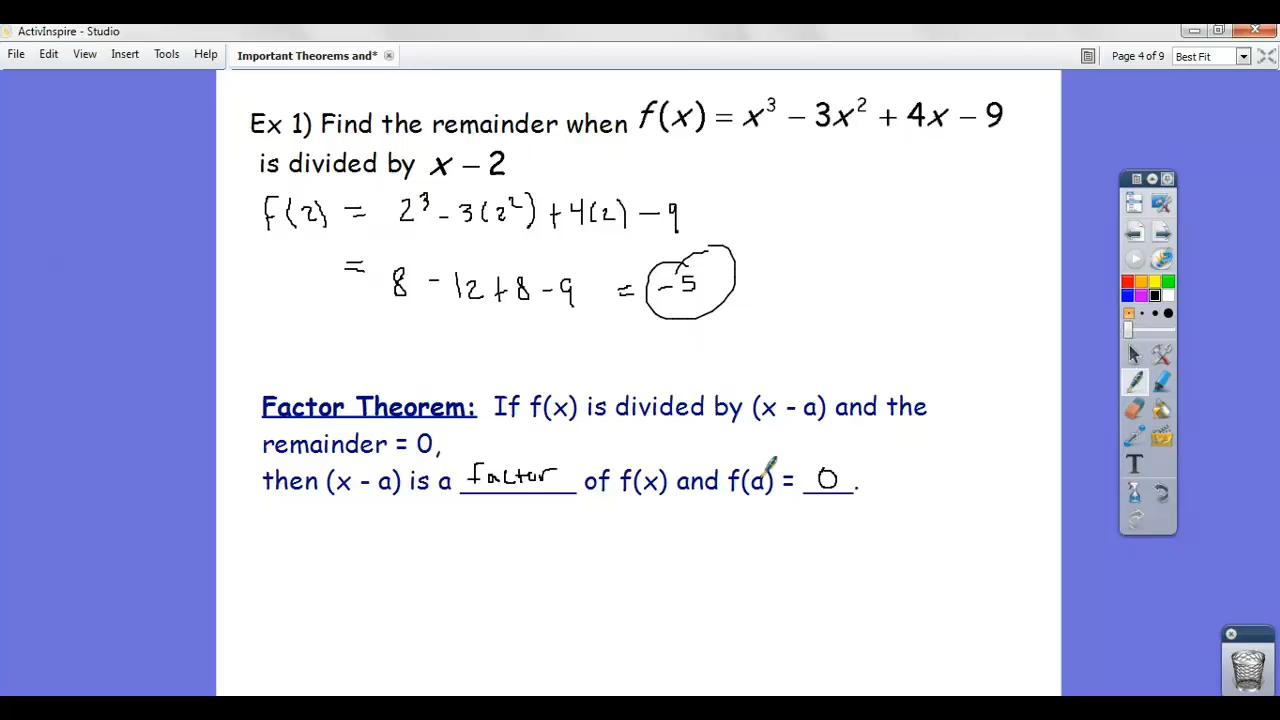 ActivInspire - Studio
File Edit View Insert Tools Help Important Theorems and* Page 4 of 9 Best Fit
Ex 1) Find the remainder when f(x) = x³ − 3x² + 4x − 9
is divided by x − 2
f(2) = 2³ - 3(2²) + 4(2) - 9
= 8 - 12 + 8 - 9 = -5
Factor Theorem: If f(x) is divided by (x - a) and the
remainder = 0,
then (x - a) is a factor of f(x) and f(a) = 0.
T